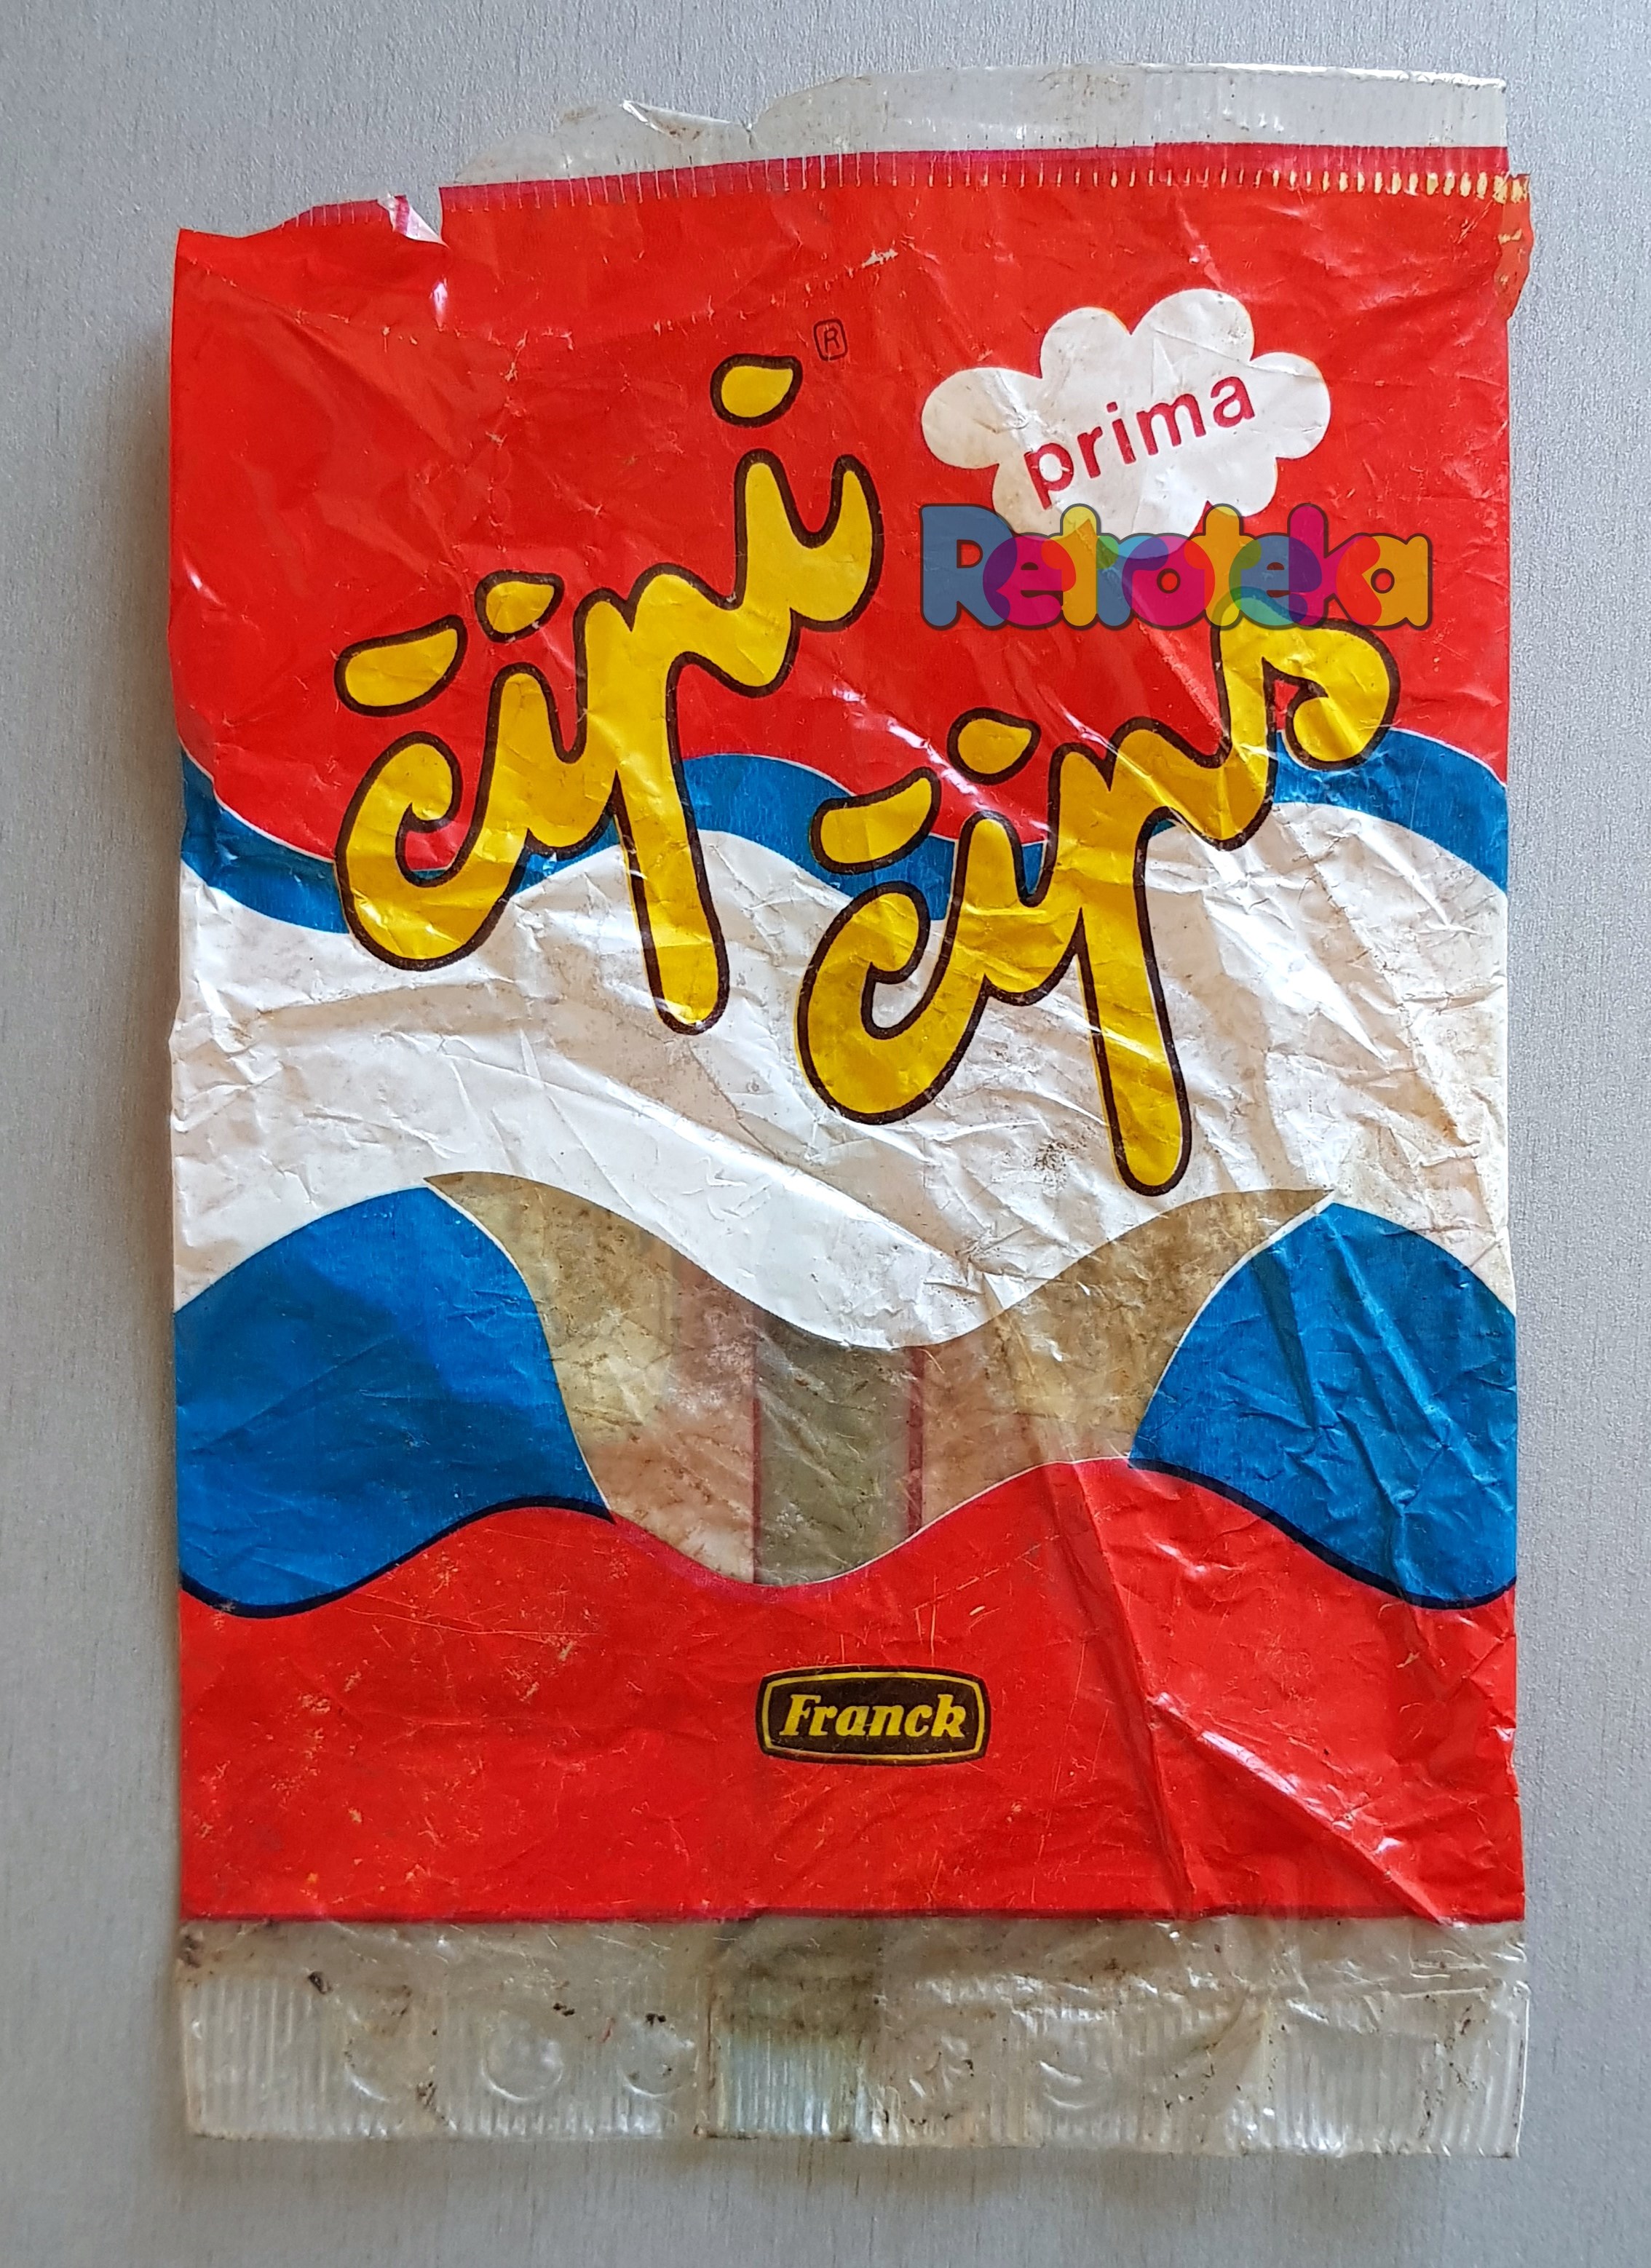 ®
prima
Retroteka
čipi
čips
Franck